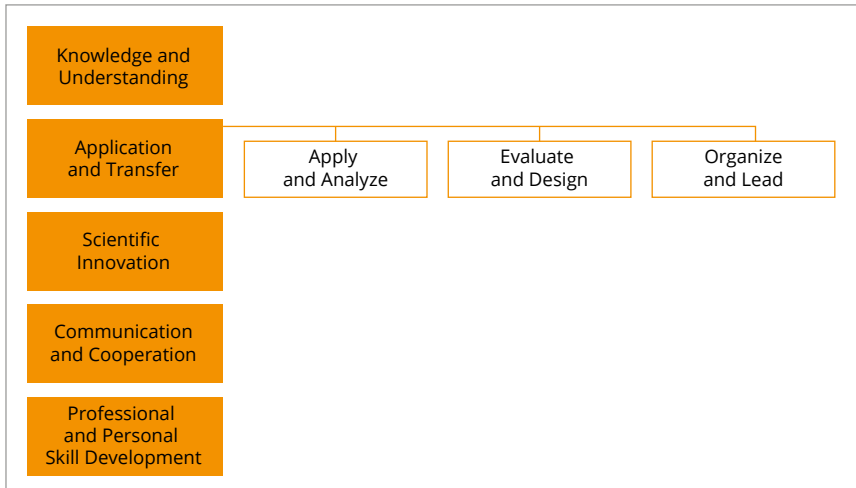 Knowledge and
Understanding
Application
and Transfer
Apply
and Analyze
Evaluate
and Design
Organize
and Lead
Scientific
Innovation
Communication
and Cooperation
Professional
and Personal
Skill Development